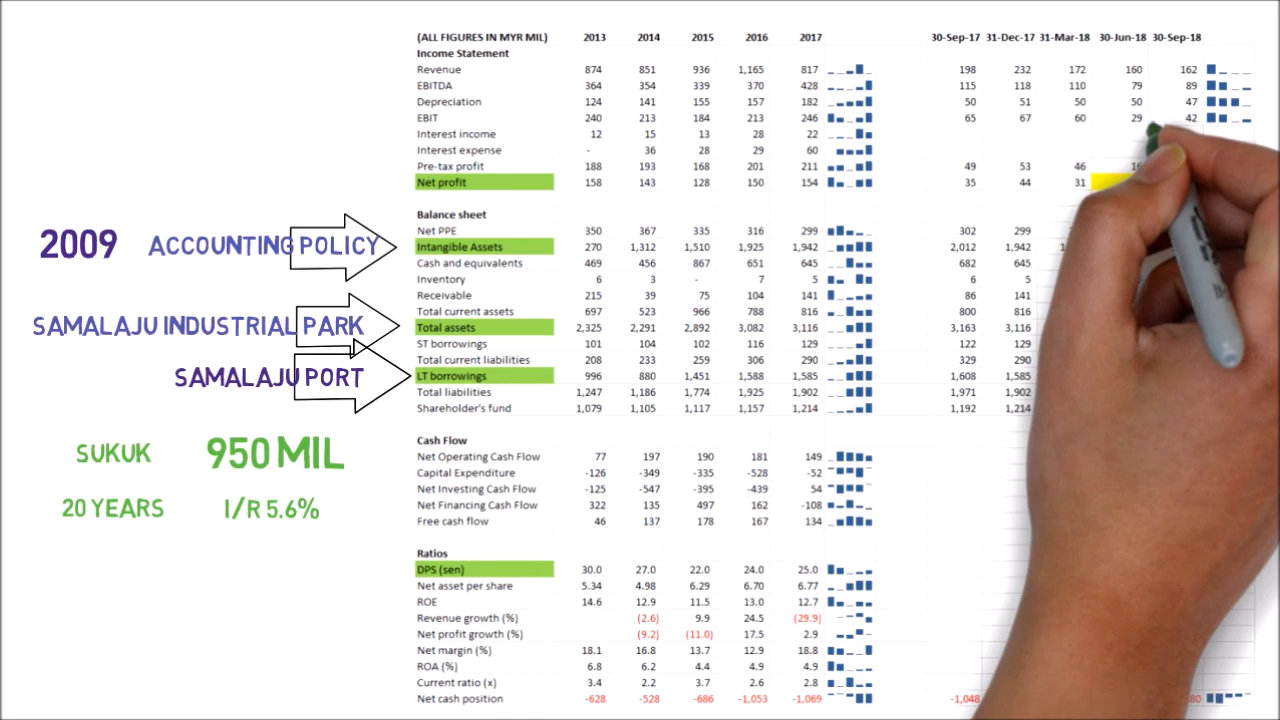 (ALL FIGURES IN MYR MIL) 2013 2014 2015 2016 2017 30-Sep-17 31-Dec-17 31-Mar-18 30-Jun-18 30-Sep-18
Income Statement
Revenue 874 851 936 1,165 817 198 232 172 160 162
EBITDA 364 354 339 370 428 115 118 110 79 89
Depreciation 124 141 155 157 182 50 51 50 50 47
EBIT 240 213 184 213 246 65 67 60 29 42
Interest income 12 15 13 28 22
Interest expense - 36 28 29 60
Pre-tax profit 188 193 168 201 211 49 53 46
Net profit 158 143 128 150 154 35 44 31
Balance sheet
Net PPE 350 367 335 316 299 302 299
Intangible Assets 270 1,312 1,510 1,925 1,942 2,012 1,942
Cash and equivalents 469 456 867 651 645 682 645
Inventory 6 3 - 7 5 6 5
Receivable 215 39 75 104 141 86 141
Total current assets 697 523 966 788 816 800 816
Total assets 2,325 2,291 2,892 3,082 3,116 3,163 3,116
ST borrowings 101 104 102 116 129 122 129
Total current liabilities 208 233 259 306 290 329 290
LT borrowings 996 880 1,451 1,588 1,585 1,608 1,585
Total liabilities 1,247 1,186 1,774 1,925 1,902 1,971 1,902
Shareholder's fund 1,079 1,105 1,117 1,157 1,214 1,192 1,214
Cash Flow
Net Operating Cash Flow 77 197 190 181 149
Capital Expenditure -126 -349 -335 -528 -52
Net Investing Cash Flow -125 -547 -395 -439 54
Net Financing Cash Flow 322 135 497 162 -108
Free cash flow 46 137 178 167 134
Ratios
DPS (sen) 30.0 27.0 22.0 24.0 25.0
Net asset per share 5.34 4.98 6.29 6.70 6.77
ROE 14.6 12.9 11.5 13.0 12.7
Revenue growth (%) (2.6) 9.9 24.5 (29.9)
Net profit growth (%) (9.2) (11.0) 17.5 2.9
Net margin (%) 18.1 16.8 13.7 12.9 18.8
ROA (%) 6.8 6.2 4.4 4.9 4.9
Current ratio (x) 3.4 2.2 3.7 2.6 2.8
Net cash position -628 -528 -686 -1,053 -1,069 -1,048
2009 ACCOUNTING POLICY
SAMALAJU INDUSTRIAL PARK
SAMALAJU PORT
SUKUK 950 MIL
20 YEARS I/R 5.6%